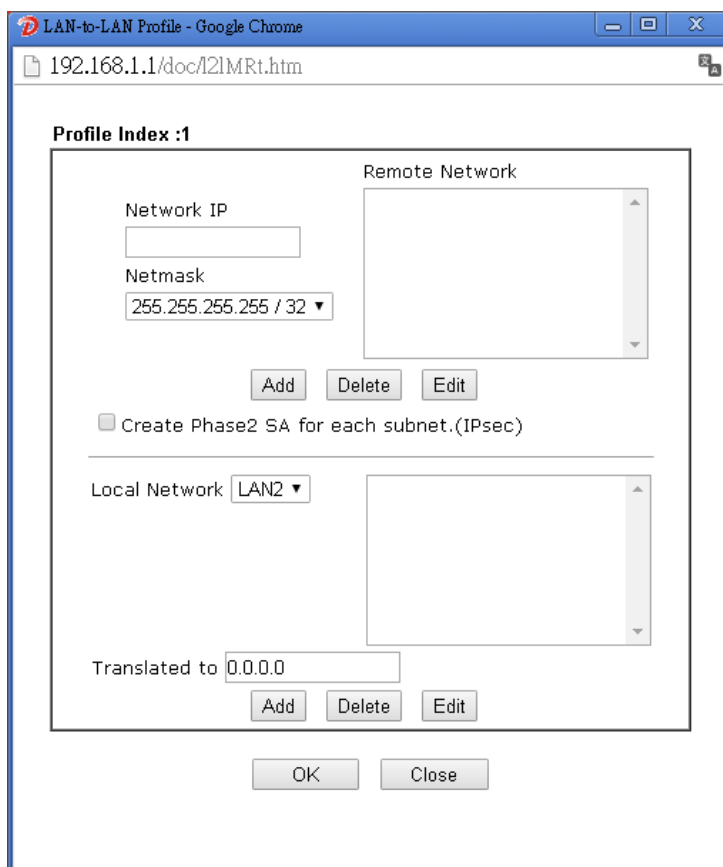 LAN-to-LAN Profile - Google Chrome
192.168.1.1/doc/l2lMRt.htm
Profile Index :1
Remote Network
Network IP
Netmask
255.255.255.255 / 32
Add Delete Edit
Create Phase2 SA for each subnet.(IPsec)
Local Network LAN2
Translated to 0.0.0.0
Add Delete Edit
OK Close